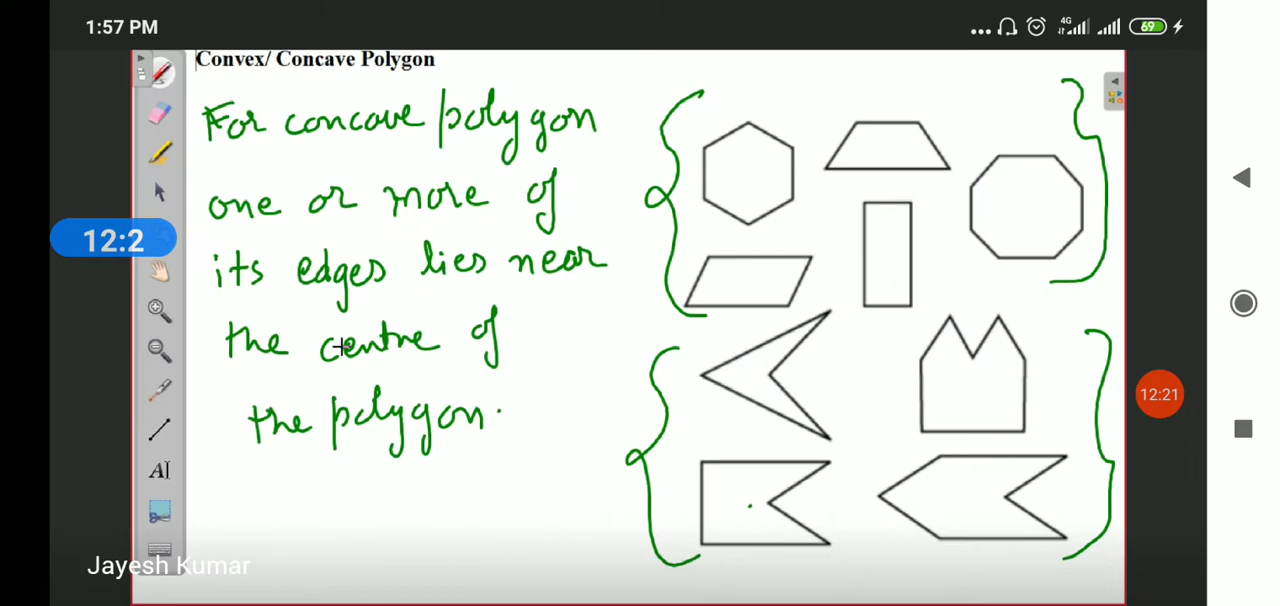 1:57 PM
4G
69
Convex/ Concave Polygon
For concave polygon
one or more of
its edges lies near
the centre of
the polygon.
12:2
12:21
A
Jayesh Kumar